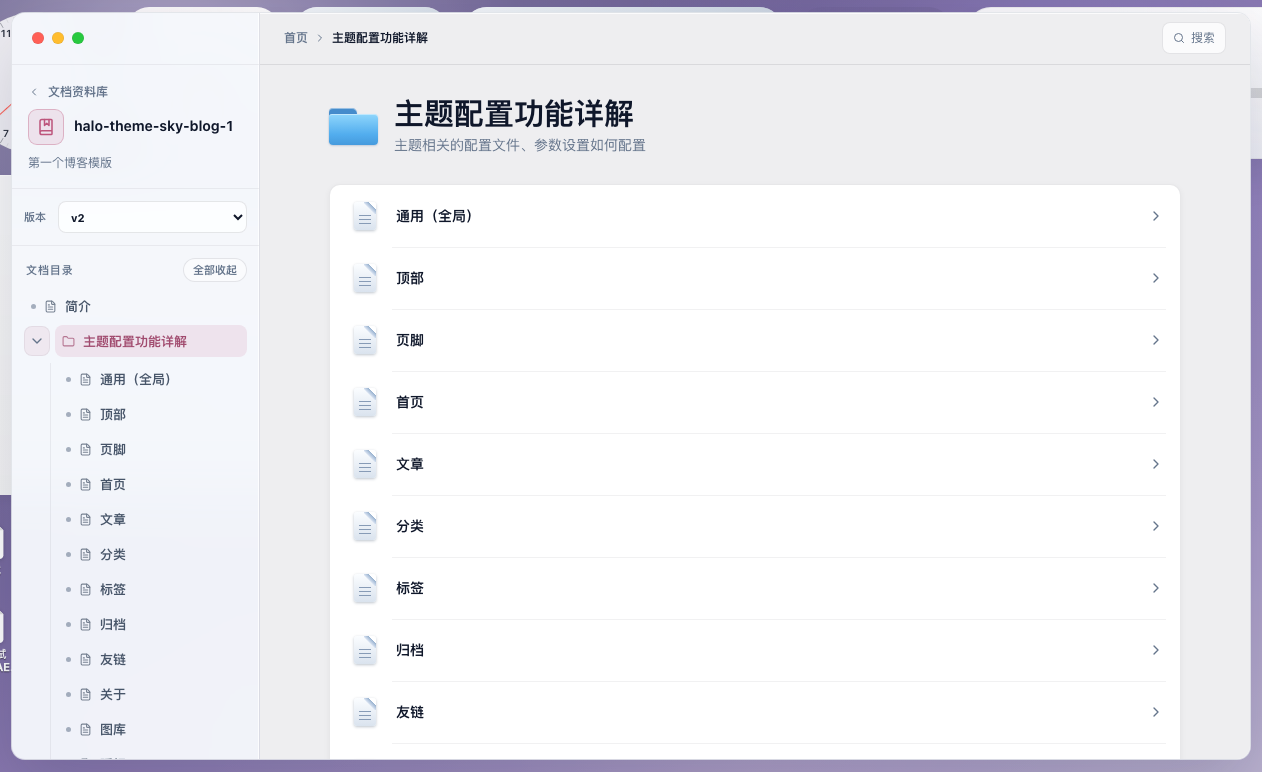 11
7
试
AE
文档资料库
halo-theme-sky-blog-1
第一个博客模版
版本
v2
文档目录
全部收起
简介
主题配置功能详解
通用（全局）
顶部
页脚
首页
文章
分类
标签
归档
友链
关于
图库
首页
主题配置功能详解
搜索
主题配置功能详解
主题相关的配置文件、参数设置如何配置
通用（全局）
顶部
页脚
首页
文章
分类
标签
归档
友链